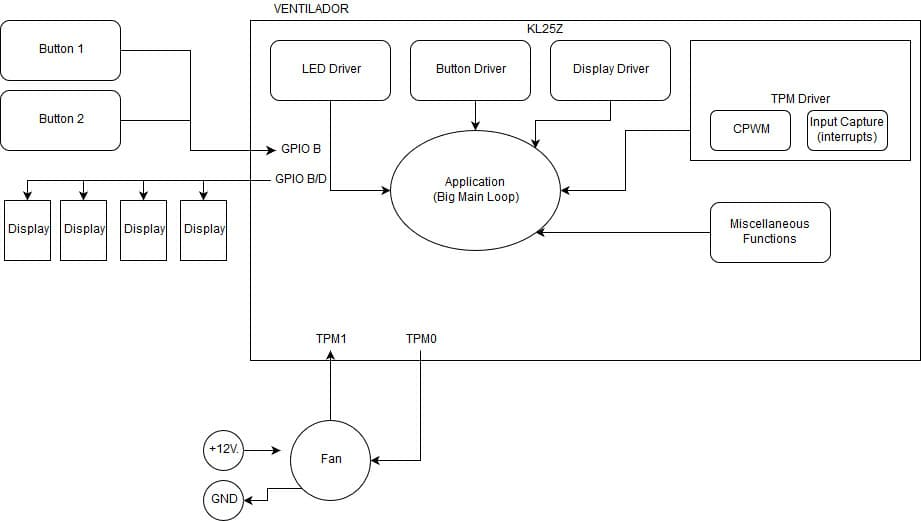 VENTILADOR
KL25Z
Button 1
LED Driver
Button Driver
Display Driver
TPM Driver
Button 2
CPWM
Input Capture
(interrupts)
GPIO B
GPIO B/D
Application
(Big Main Loop)
Display
Display
Display
Display
Miscellaneous
Functions
TPM1
TPM0
+12V.
Fan
GND